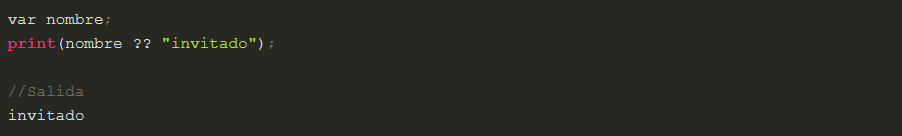 var nombre;
print(nombre ?? "invitado");
//Salida
invitado